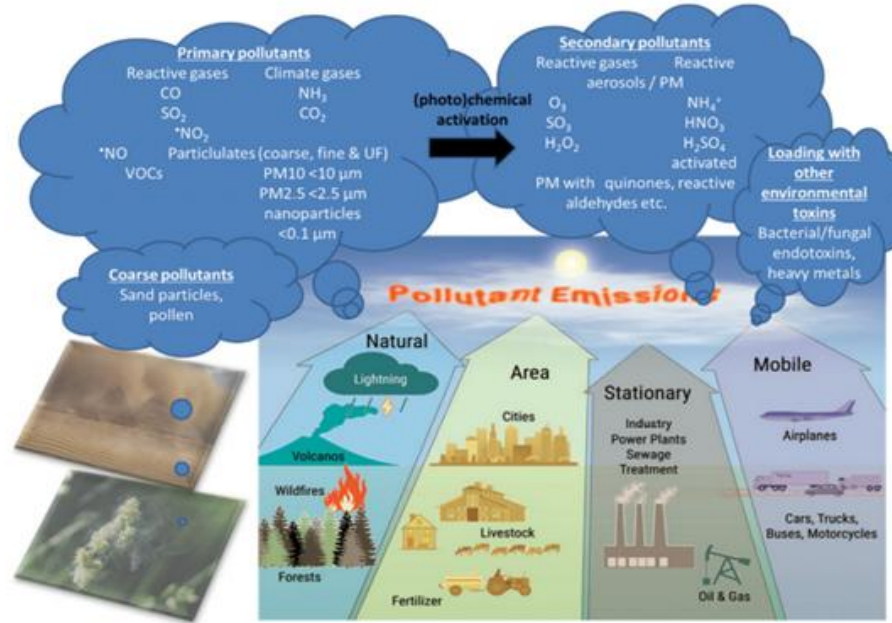 Primary pollutants
Reactive gases Climate gases
CO NH₃
SO₂ CO₂
•NO₂
•NO Particlulates (coarse, fine & UF)
VOCs PM10 <10 µm
PM2.5 <2.5 µm
nanoparticles
<0.1 µm
(photo)chemical
activation
Secondary pollutants
Reactive gases Reactive
aerosols / PM
O₃ NH₄⁺
SO₃ HNO₃
H₂O₂ H₂SO₄
activated
PM with quinones, reactive
aldehydes etc.
Loading with
other
environmental
toxins
Bacterial/fungal
endotoxins,
heavy metals
Coarse pollutants
Sand particles,
pollen
Pollutant Emissions
Natural
Lightning
Volcanos
Wildfires
Forests
Area
Cities
Livestock
Fertilizer
Stationary
Industry
Power Plants
Sewage
Treatment
Oil & Gas
Mobile
Airplanes
Cars, Trucks,
Buses, Motorcycles